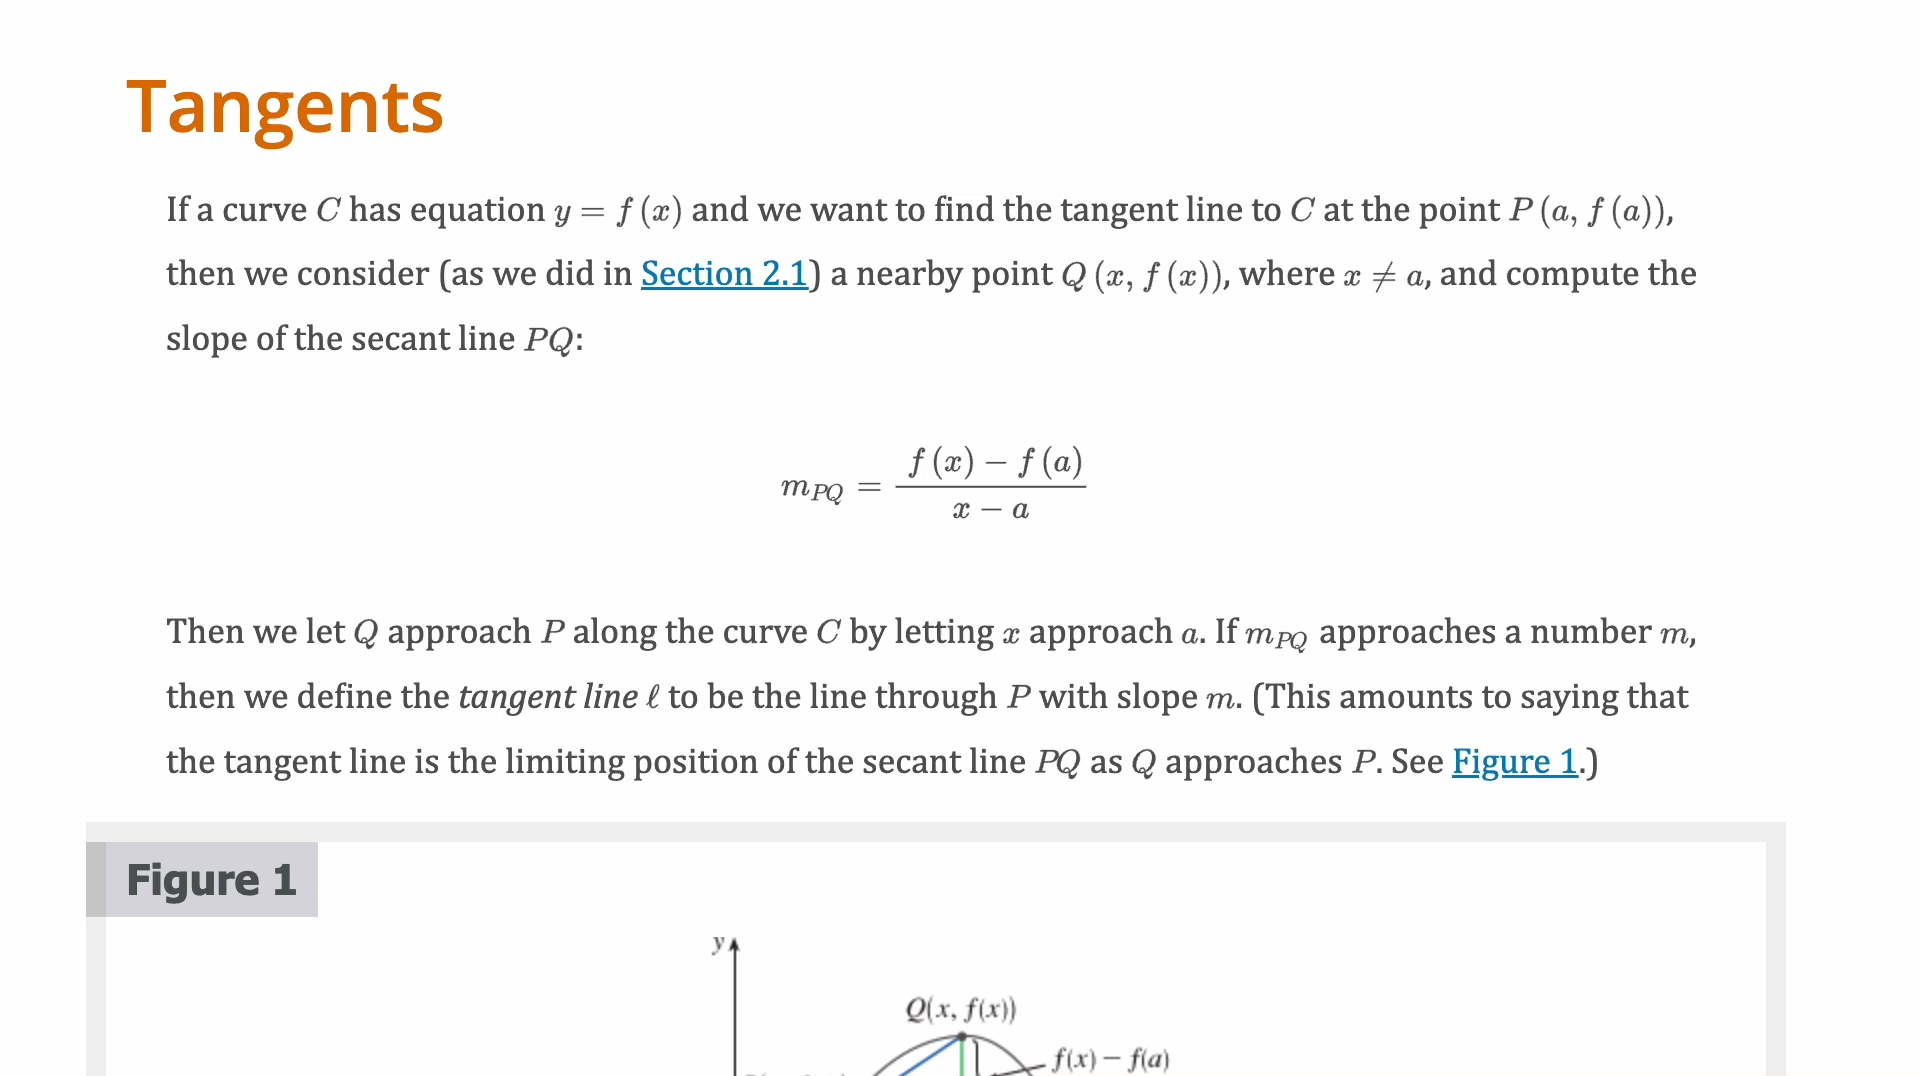 Tangents
If a curve C has equation y = f (x) and we want to find the tangent line to C at the point P (a, f (a)),
then we consider (as we did in Section 2.1) a nearby point Q (x, f (x)), where x ≠ a, and compute the
slope of the secant line PQ:
m_PQ = (f (x) − f (a)) / (x − a)
Then we let Q approach P along the curve C by letting x approach a. If m_PQ approaches a number m,
then we define the tangent line ℓ to be the line through P with slope m. (This amounts to saying that
the tangent line is the limiting position of the secant line PQ as Q approaches P. See Figure 1.)
Figure 1
y
Q(x, f(x))
f(x) − f(a)